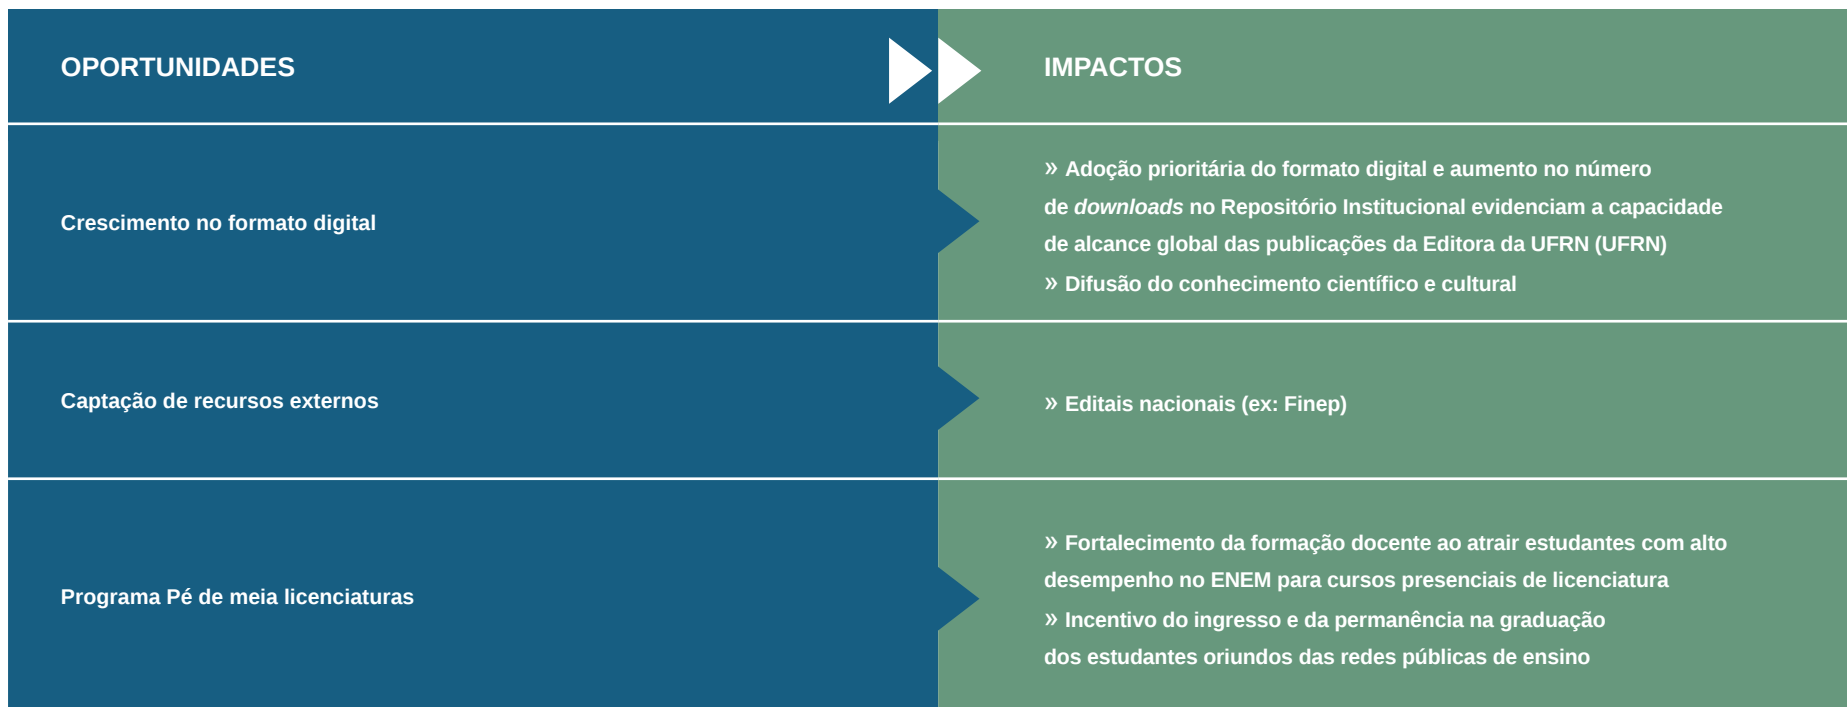 OPORTUNIDADES
IMPACTOS
Crescimento no formato digital
» Adoção prioritária do formato digital e aumento no número
de downloads no Repositório Institucional evidenciam a capacidade
de alcance global das publicações da Editora da UFRN (UFRN)
» Difusão do conhecimento científico e cultural
Captação de recursos externos
» Editais nacionais (ex: Finep)
Programa Pé de meia licenciaturas
» Fortalecimento da formação docente ao atrair estudantes com alto
desempenho no ENEM para cursos presenciais de licenciatura
» Incentivo do ingresso e da permanência na graduação
dos estudantes oriundos das redes públicas de ensino